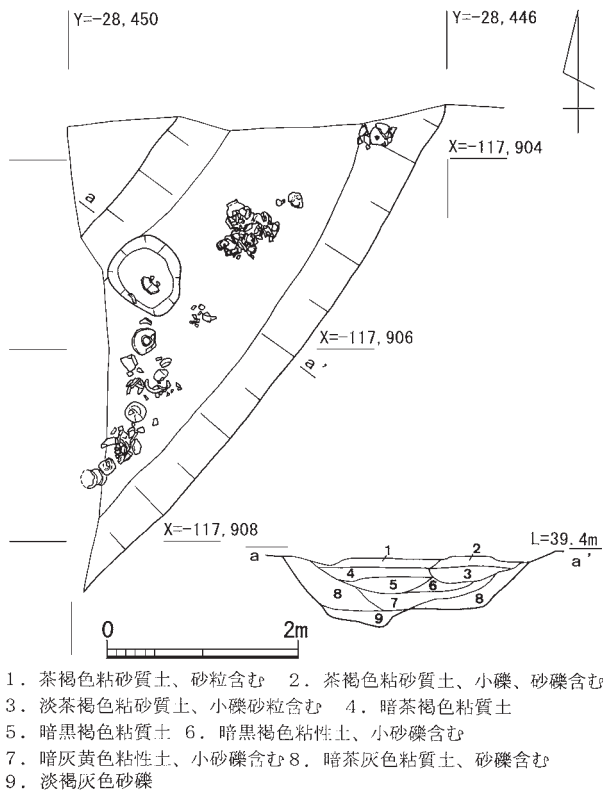 Y=-28,450
Y=-28,446
X=-117,904
a
X=-117,906
a'
X=-117,908
L=39.4m
a
a'
1
2
4
3
5
6
8
7
8
9
0
2m
1．茶褐色粘砂質土、砂粒含む　2．茶褐色粘砂質土、小礫、砂礫含む
3．淡茶褐色粘砂質土、小礫砂粒含む　4．暗茶褐色粘質土
5．暗黒褐色粘質土　6．暗黒褐色粘性土、小砂礫含む
7．暗灰黄色粘性土、小砂礫含む　8．暗茶灰色粘質土、砂礫含む
9．淡褐灰色砂礫